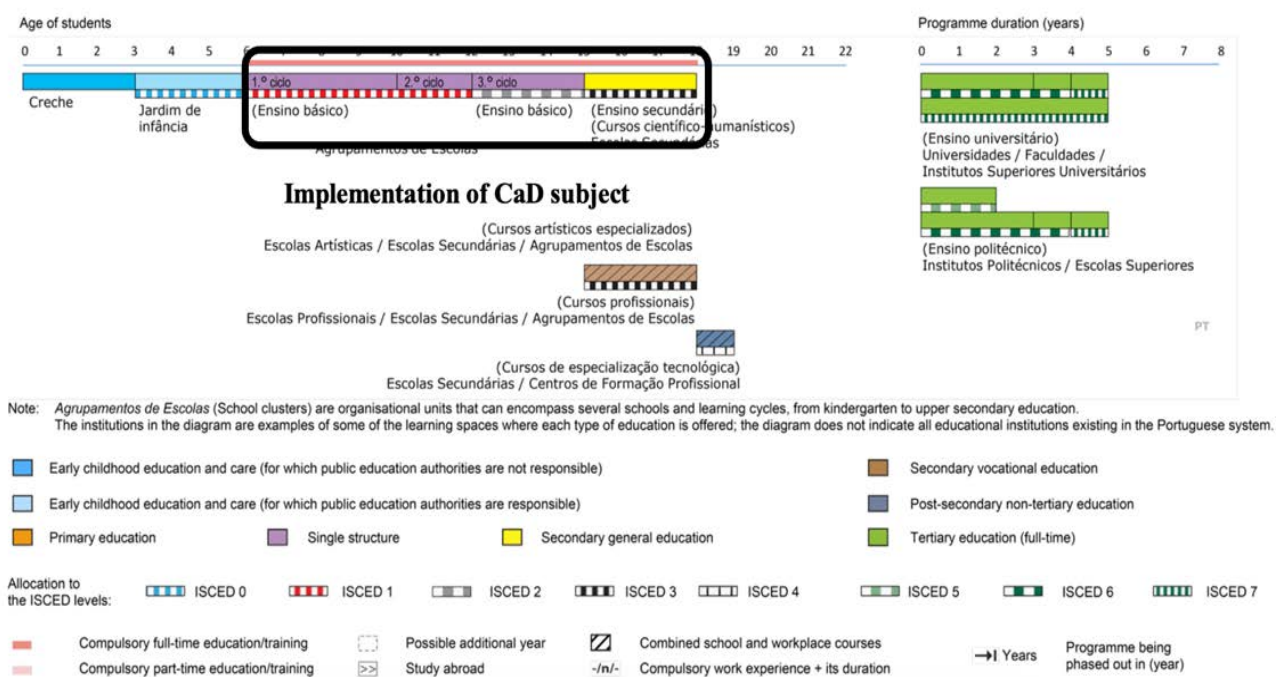 Age of students
Programme duration (years)
0 1 2 3 4 5 6 7 8 10 12 14 15 16 17 18 19 20 21 22
0 1 2 3 4 5 6 7 8
1.º ciclo 2.º ciclo 3.º ciclo
Creche
Jardim de infância
(Ensino básico)
(Ensino básico)
(Ensino secundário)
(Cursos científico-humanísticos)
Escolas Secundárias
Agrupamentos de Escolas
(Ensino universitário)
Universidades / Faculdades /
Institutos Superiores Universitários
Implementation of CaD subject
(Cursos artísticos especializados)
Escolas Artísticas / Escolas Secundárias / Agrupamentos de Escolas
(Ensino politécnico)
Institutos Politécnicos / Escolas Superiores
(Cursos profissionais)
Escolas Profissionais / Escolas Secundárias / Agrupamentos de Escolas
PT
(Cursos de especialização tecnológica)
Escolas Secundárias / Centros de Formação Profissional
Note: Agrupamentos de Escolas (School clusters) are organisational units that can encompass several schools and learning cycles, from kindergarten to upper secondary education.
The institutions in the diagram are examples of some of the learning spaces where each type of education is offered; the diagram does not indicate all educational institutions existing in the Portuguese system.
Early childhood education and care (for which public education authorities are not responsible)
Secondary vocational education
Early childhood education and care (for which public education authorities are responsible)
Post-secondary non-tertiary education
Primary education
Single structure
Secondary general education
Tertiary education (full-time)
Allocation to
the ISCED levels:
ISCED 0
ISCED 1
ISCED 2
ISCED 3
ISCED 4
ISCED 5
ISCED 6
ISCED 7
Compulsory full-time education/training
Possible additional year
Combined school and workplace courses
Years
Programme being
phased out in (year)
Compulsory part-time education/training
>> Study abroad
-/n/- Compulsory work experience + its duration